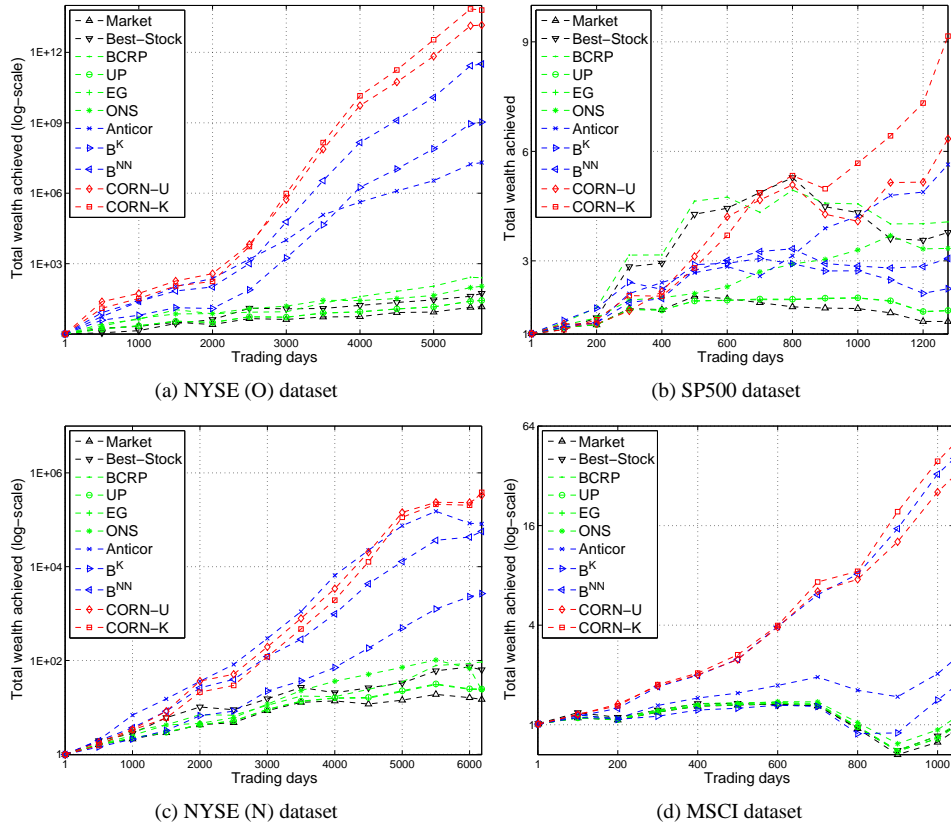 Total wealth achieved (log−scale)
1E+12
1E+09
1E+06
1E+03
1
Market
Best−Stock
BCRP
UP
EG
ONS
Anticor
B^K
B^NN
CORN−U
CORN−K
1 1000 2000 3000 4000 5000
Trading days
(a) NYSE (O) dataset
Total wealth achieved
9
6
3
1
Market
Best−Stock
BCRP
UP
EG
ONS
Anticor
B^K
B^NN
CORN−U
CORN−K
1 200 400 600 800 1000 1200
Trading days
(b) SP500 dataset
Total wealth achieved (log−scale)
1E+06
1E+04
1E+02
1
Market
Best−Stock
BCRP
UP
EG
ONS
Anticor
B^K
B^NN
CORN−U
CORN−K
1 1000 2000 3000 4000 5000 6000
Trading days
(c) NYSE (N) dataset
Total wealth achieved (log−scale)
64
16
4
1
Market
Best−Stock
BCRP
UP
EG
ONS
Anticor
B^K
B^NN
CORN−U
CORN−K
1 200 400 600 800 1000
Trading days
(d) MSCI dataset